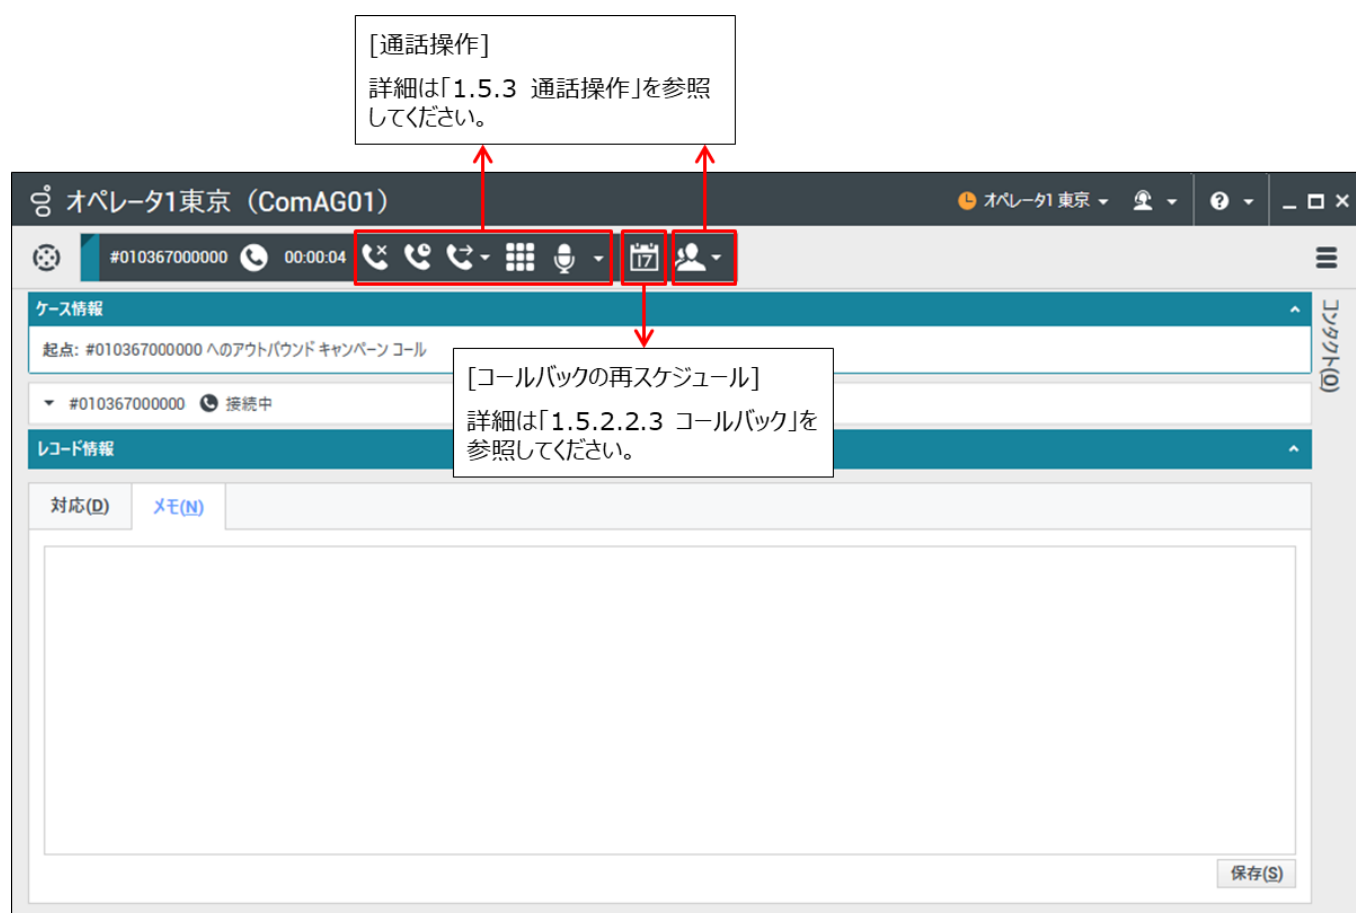 [通話操作]
詳細は「1.5.3 通話操作」を参照
してください。
オペレータ1東京（ComAG01）
オペレータ1 東京
#010367000000 00:00:04
17
ケース情報
起点: #010367000000 へのアウトバウンド キャンペーン コール
コンタクト(O)
[コールバックの再スケジュール]
詳細は「1.5.2.2.3 コールバック」を
参照してください。
#010367000000 接続中
レコード情報
対応(D) メモ(N)
保存(S)